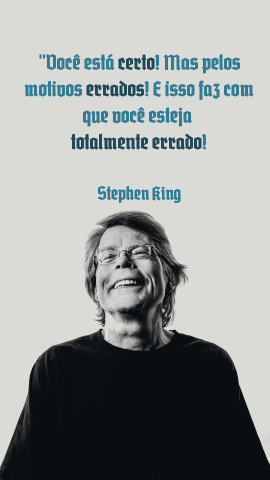 "Você está certo! Mas pelos
motivos errados! E isso faz com
que você esteja
totalmente errado!
Stephen King